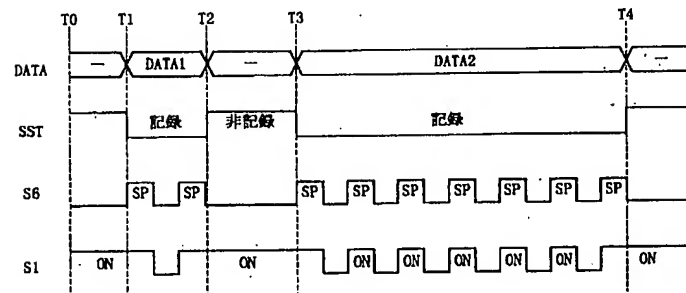 T0 T1 T2 T3 T4
DATA — DATA1 — DATA2 —
SST 記録 非記録 記録
S6 SP SP SP SP SP SP SP SP SP
S1 ON ON ON ON ON ON ON ON